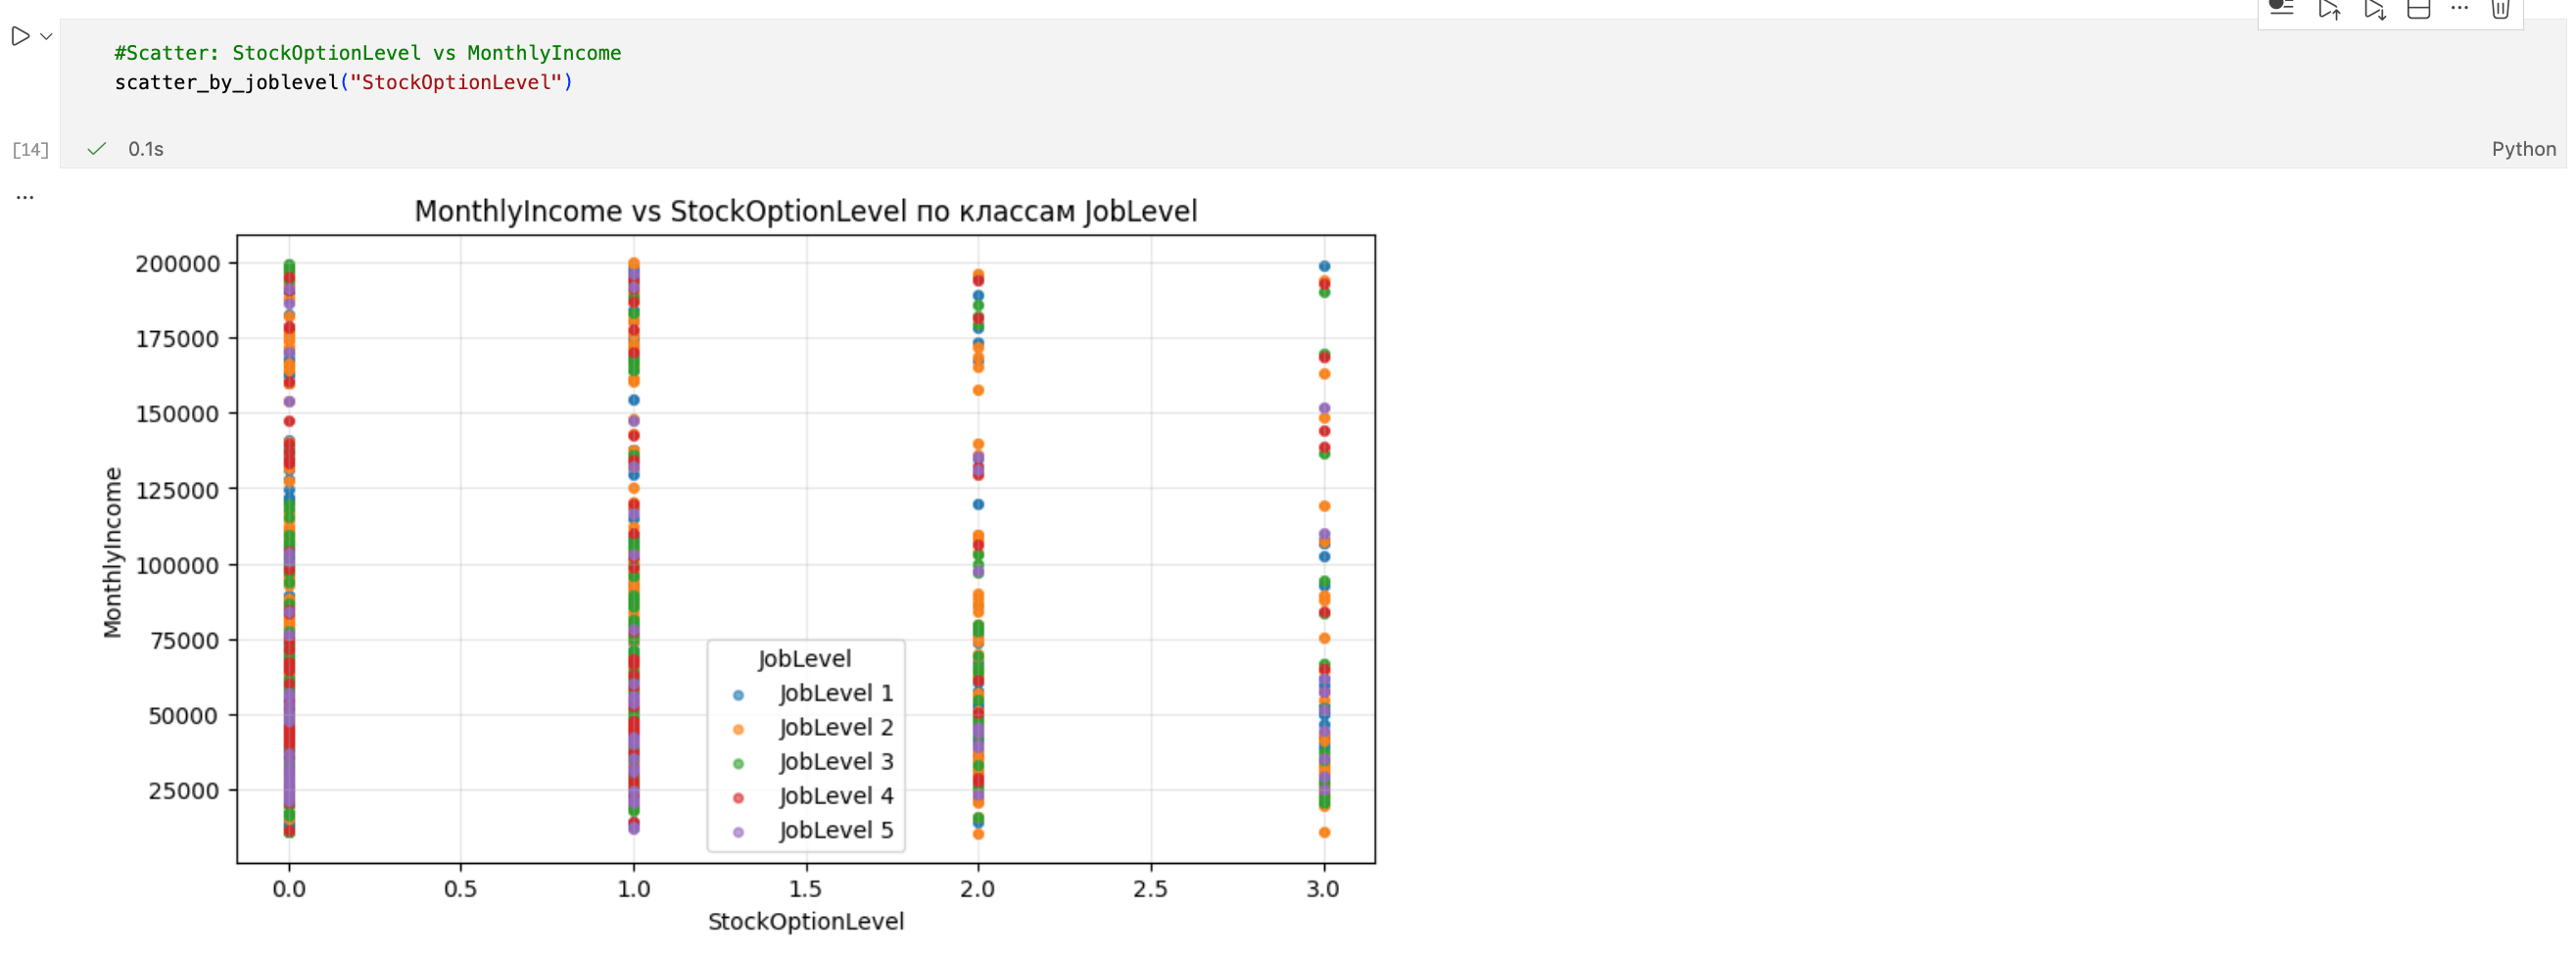 #Scatter: StockOptionLevel vs MonthlyIncome
scatter_by_joblevel("StockOptionLevel")
[14]
0.1s
Python
...
MonthlyIncome vs StockOptionLevel по классам JobLevel
MonthlyIncome
200000
175000
150000
125000
100000
75000
50000
25000
JobLevel
JobLevel 1
JobLevel 2
JobLevel 3
JobLevel 4
JobLevel 5
0.0 0.5 1.0 1.5 2.0 2.5 3.0
StockOptionLevel